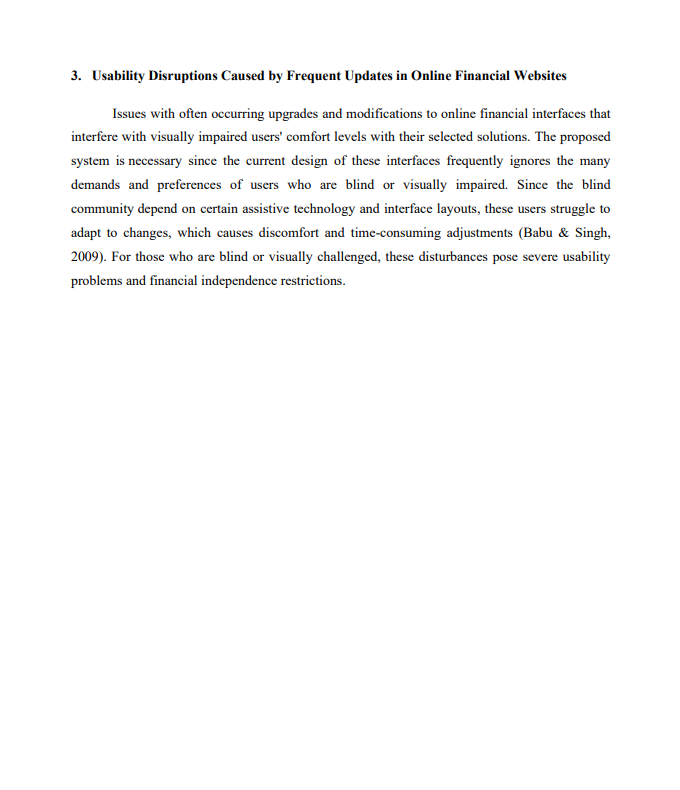 3. Usability Disruptions Caused by Frequent Updates in Online Financial Websites
Issues with often occurring upgrades and modifications to online financial interfaces that
interfere with visually impaired users' comfort levels with their selected solutions. The proposed
system is necessary since the current design of these interfaces frequently ignores the many
demands and preferences of users who are blind or visually impaired. Since the blind
community depend on certain assistive technology and interface layouts, these users struggle to
adapt to changes, which causes discomfort and time-consuming adjustments (Babu & Singh,
2009). For those who are blind or visually challenged, these disturbances pose severe usability
problems and financial independence restrictions.